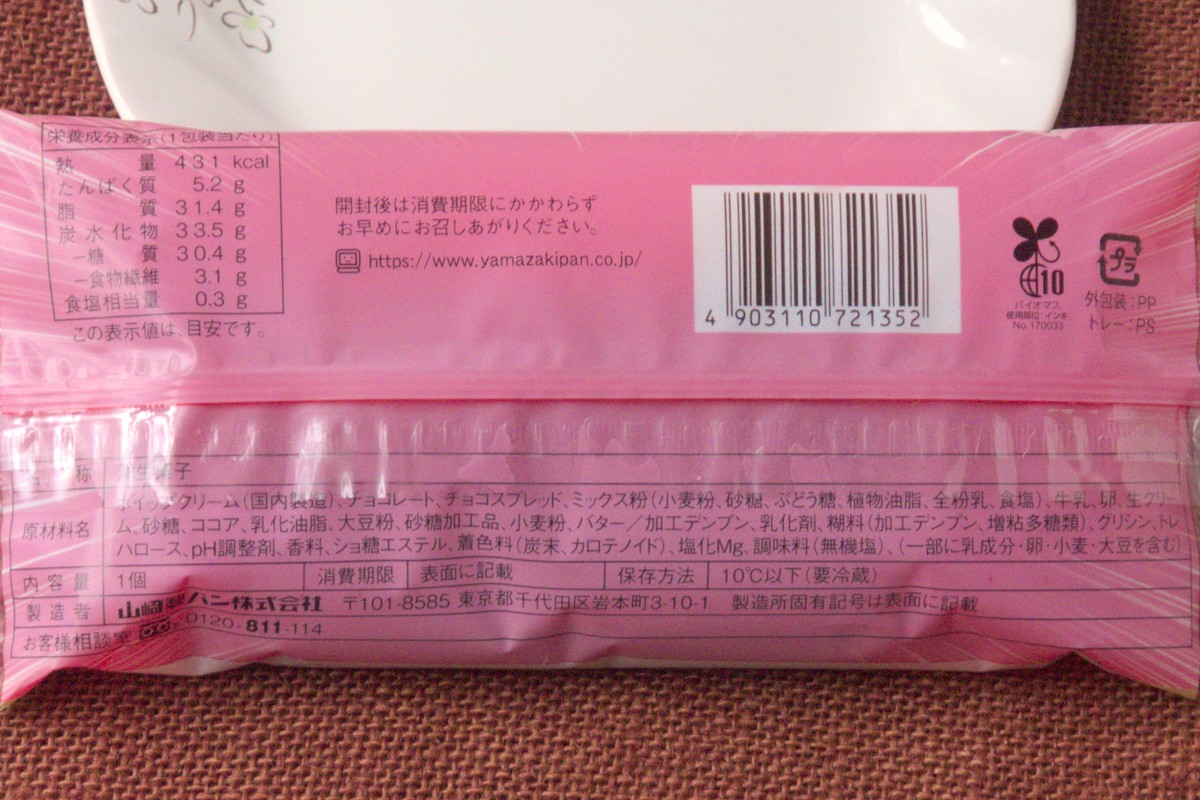 栄養成分表示(1包装当たり)
熱量 431 kcal
たんぱく質 5.2 g
脂質 31.4 g
炭水化物 33.5 g
−糖質 30.4 g
−食物繊維 3.1 g
食塩相当量 0.3 g
この表示値は、目安です。
開封後は消費期限にかかわらず
お早めにお召しあがりください。
https://www.yamazakipan.co.jp/
4 903110 721352
10
バイオマス
使用部位:インキ
No.170033
プラ
外包装:PP
トレー:PS
名称 洋生菓子
原材料名 ホイップクリーム(国内製造)、チョコレート、チョコスプレッド、ミックス粉(小麦粉、砂糖、ぶどう糖、植物油脂、全粉乳、食塩)、牛乳、卵、生クリー
ム、砂糖、ココア、乳化油脂、大豆粉、砂糖加工品、小麦粉、バター/加工デンプン、乳化剤、糊料(加工デンプン、増粘多糖類)、グリシン、トレ
ハロース、pH調整剤、香料、ショ糖エステル、着色料(炭末、カロテノイド)、塩化Mg、調味料(無機塩)、(一部に乳成分・卵・小麦・大豆を含む)
内容量 1個 消費期限 表面に記載 保存方法 10℃以下(要冷蔵)
製造者 山崎製パン株式会社 〒101-8585 東京都千代田区岩本町3-10-1 製造所固有記号は表面に記載
お客様相談室 0120-811-114